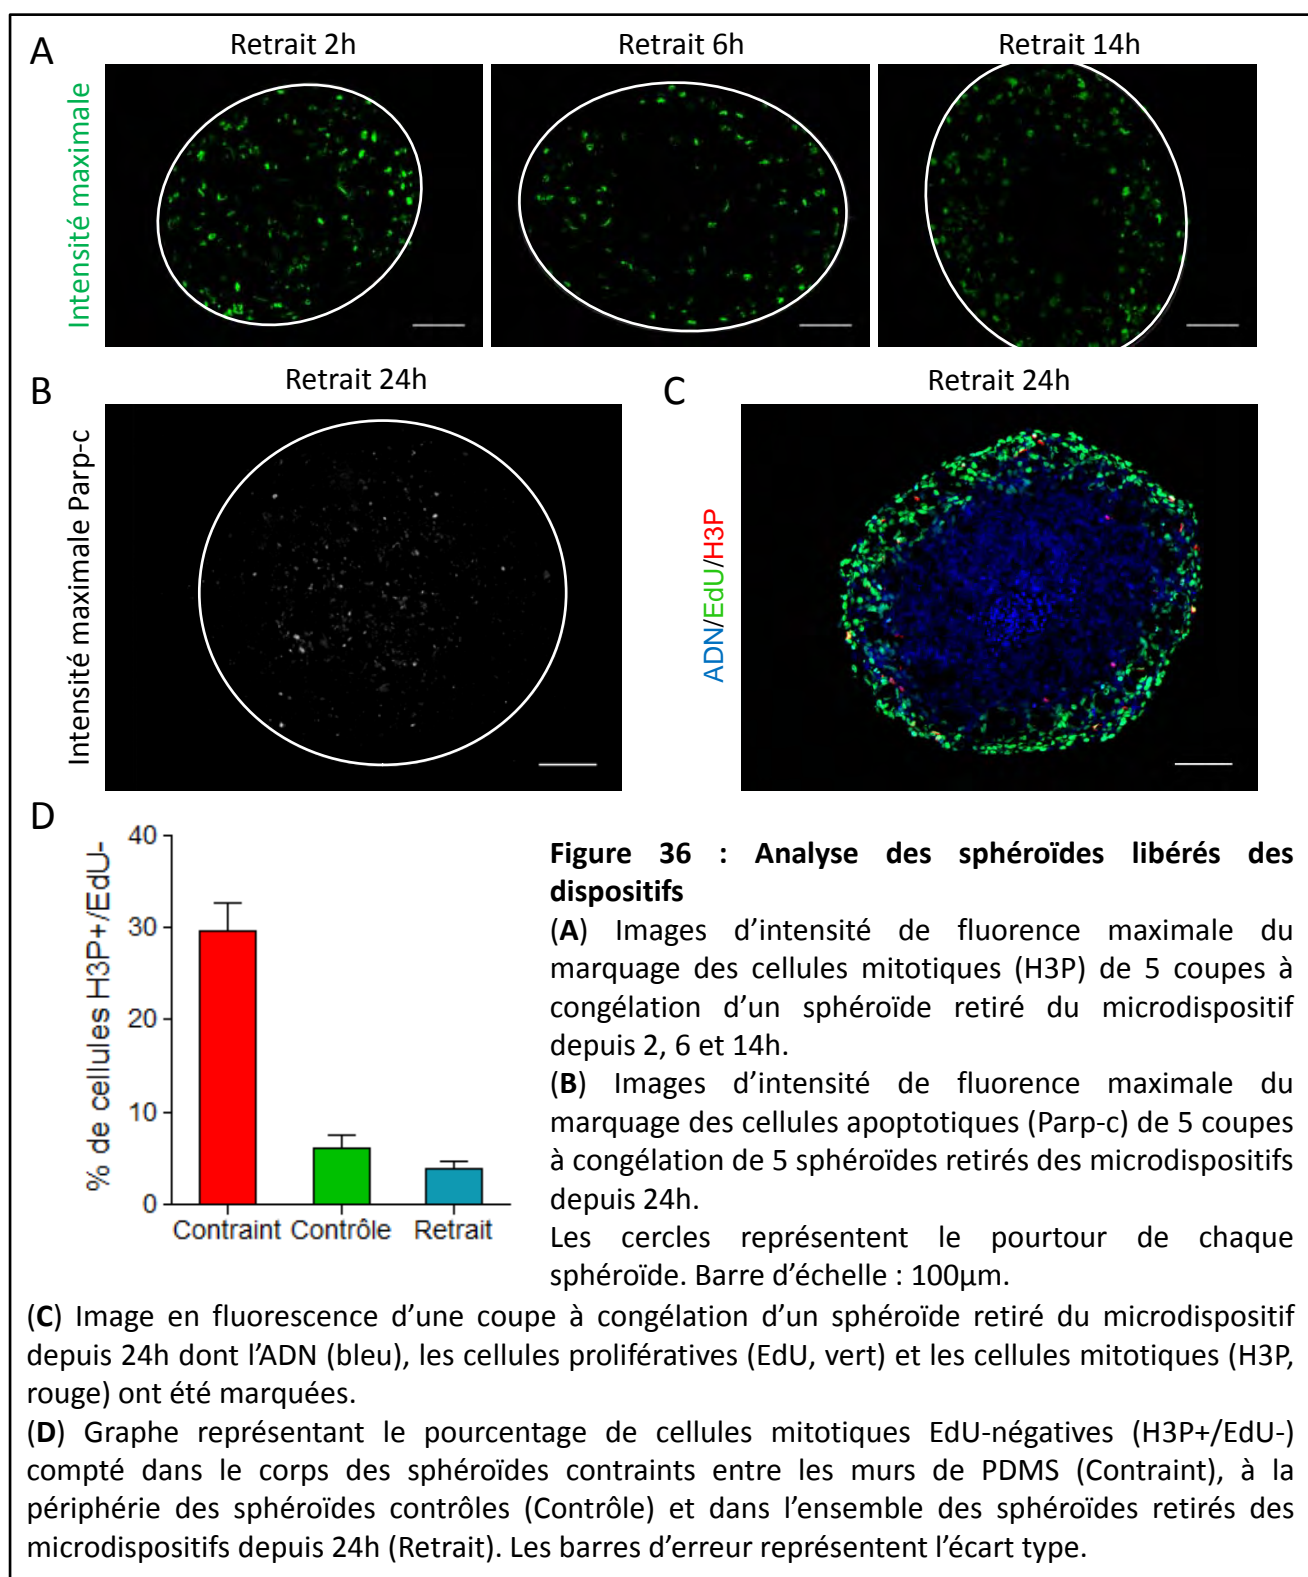 A
Retrait 2h
Retrait 6h
Retrait 14h
Intensité maximale
B
Retrait 24h
C
Retrait 24h
Intensité maximale Parp-c
ADN/EdU/H3P
D
% de cellules H3P+/EdU-
40
30
20
10
0
Contraint Contrôle Retrait
Figure 36 : Analyse des sphéroïdes libérés des
dispositifs
(A) Images d'intensité de fluorence maximale du
marquage des cellules mitotiques (H3P) de 5 coupes à
congélation d'un sphéroïde retiré du microdispositif
depuis 2, 6 et 14h.
(B) Images d'intensité de fluorence maximale du
marquage des cellules apoptotiques (Parp-c) de 5 coupes
à congélation de 5 sphéroïdes retirés des microdispositifs
depuis 24h.
Les cercles représentent le pourtour de chaque
sphéroïde. Barre d'échelle : 100µm.
(C) Image en fluorescence d'une coupe à congélation d'un sphéroïde retiré du microdispositif
depuis 24h dont l'ADN (bleu), les cellules prolifératives (EdU, vert) et les cellules mitotiques (H3P,
rouge) ont été marquées.
(D) Graphe représentant le pourcentage de cellules mitotiques EdU-négatives (H3P+/EdU-)
compté dans le corps des sphéroïdes contraints entre les murs de PDMS (Contraint), à la
périphérie des sphéroïdes contrôles (Contrôle) et dans l'ensemble des sphéroïdes retirés des
microdispositifs depuis 24h (Retrait). Les barres d'erreur représentent l'écart type.